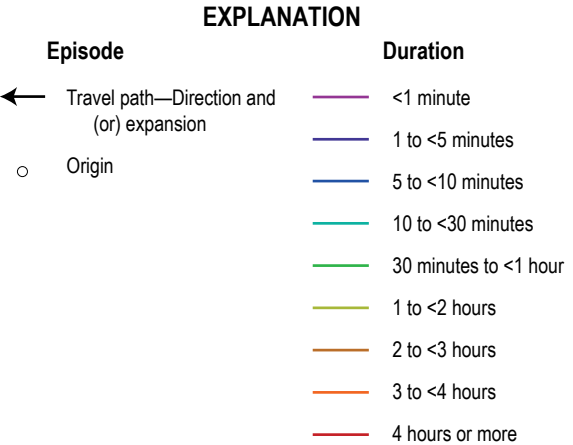 EXPLANATION
Episode
Travel path—Direction and
(or) expansion
Origin
Duration
<1 minute
1 to <5 minutes
5 to <10 minutes
10 to <30 minutes
30 minutes to <1 hour
1 to <2 hours
2 to <3 hours
3 to <4 hours
4 hours or more